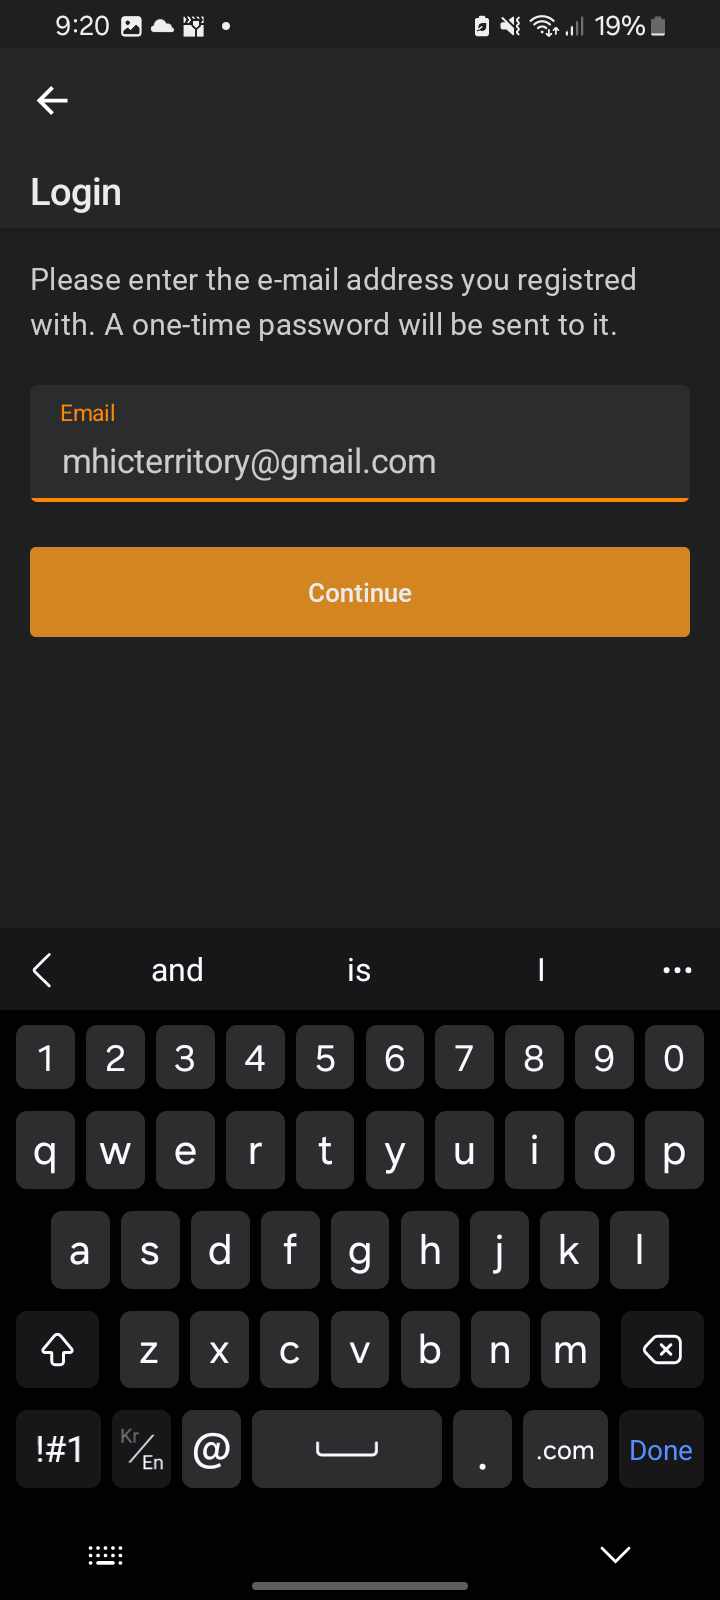 9:20 19%
Login
Please enter the e-mail address you registred
with. A one-time password will be sent to it.
Email
mhicterritory@gmail.com
Continue
and is I
1 2 3 4 5 6 7 8 9 0
q w e r t y u i o p
a s d f g h j k l
z x c v b n m
!#1 Kr/En @ . .com Done